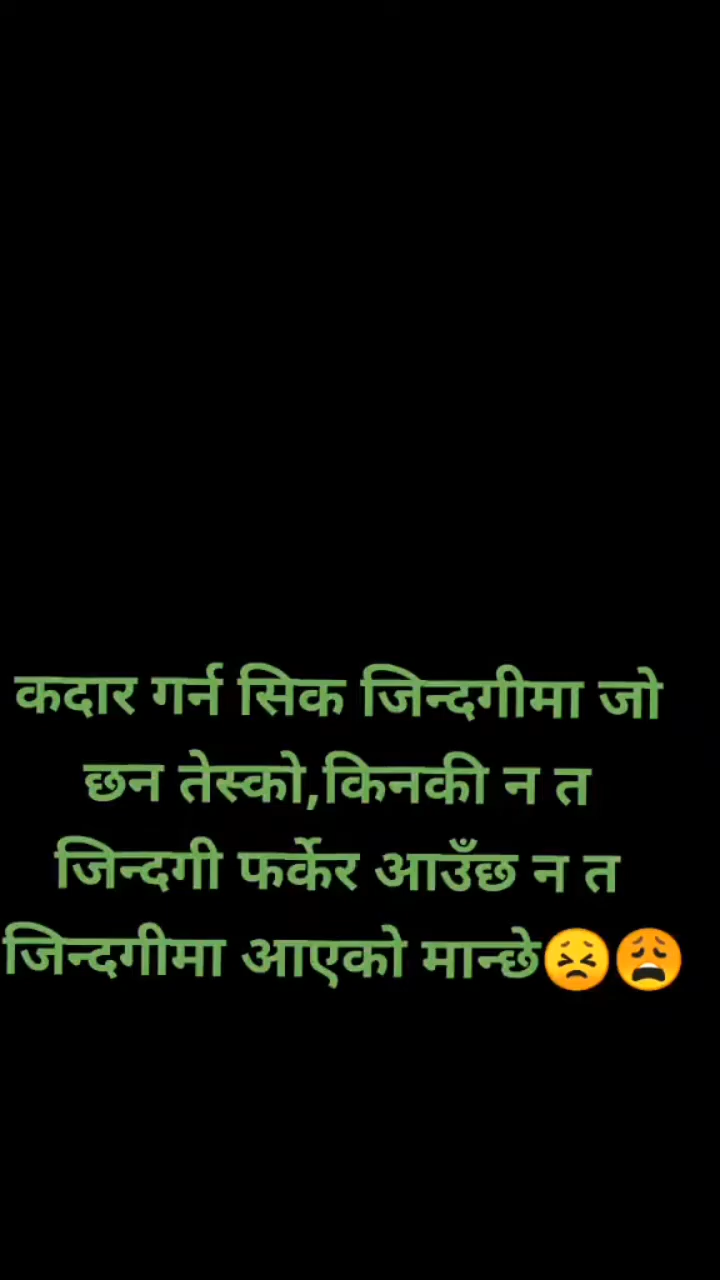 कदार गर्न सिक जिन्दगीमा जो
छन तेस्को,किनकी न त
जिन्दगी फर्केर आउँछ न त
जिन्दगीमा आएको मान्छे😣😩